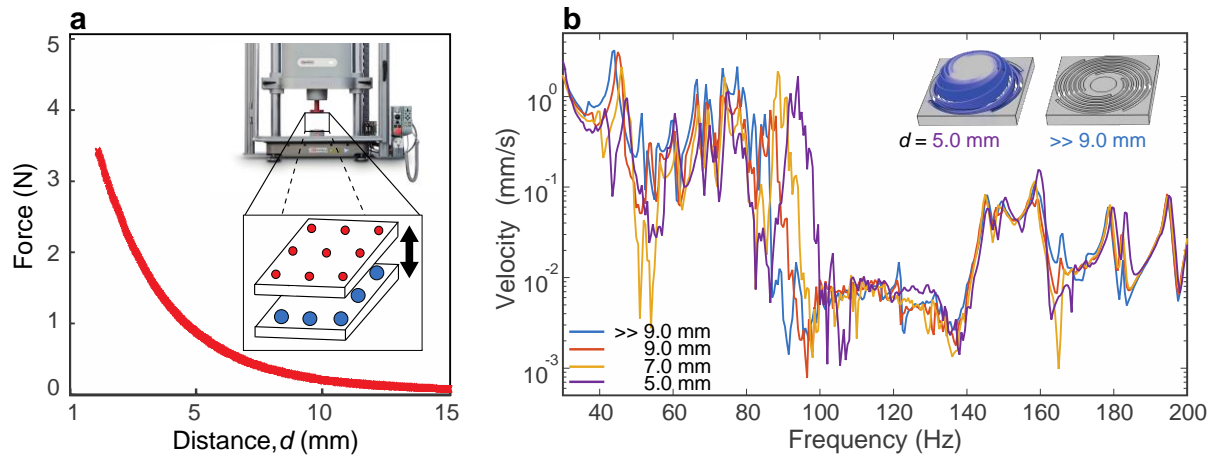 a
5
4
3
2
1
0
Force (N)
1
5
10
15
Distance, d (mm)
b
10⁰
10⁻¹
10⁻²
10⁻³
Velocity (mm/s)
d = 5.0 mm
>> 9.0 mm
>> 9.0 mm
9.0 mm
7.0 mm
5.0 mm
40 60 80 100 120 140 160 180 200
Frequency (Hz)